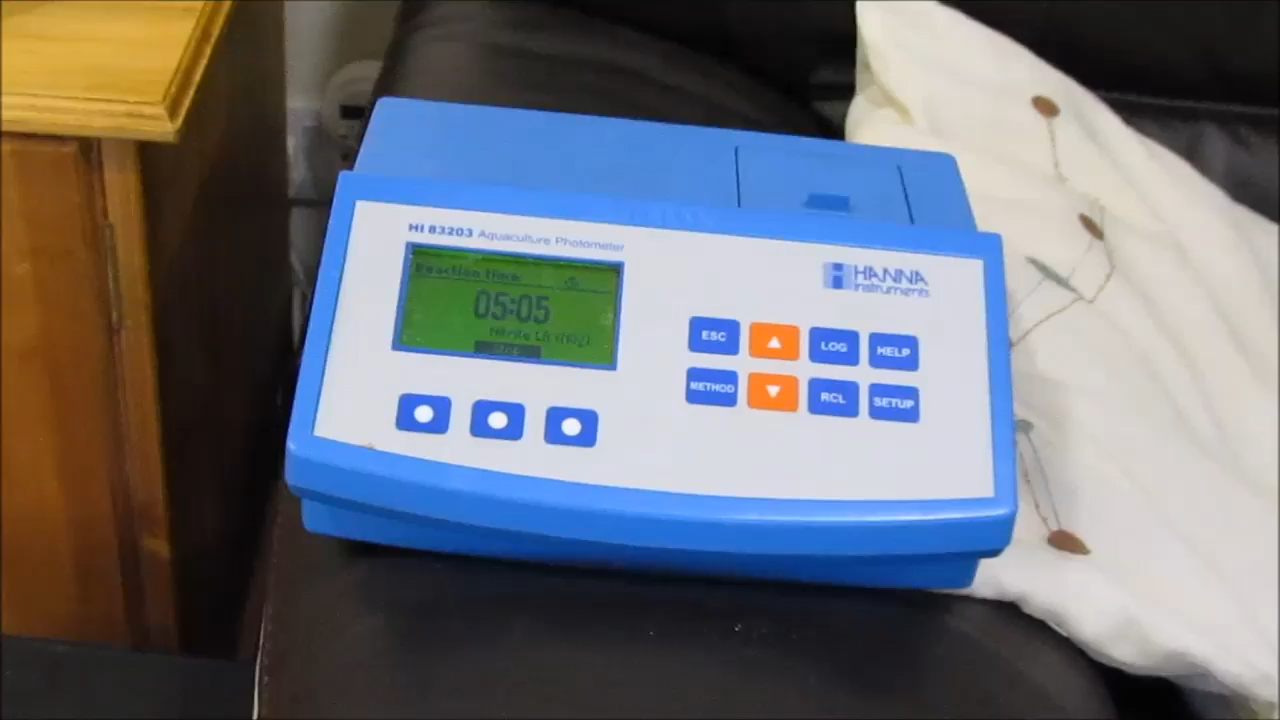 HI 83203 Aquaculture Photometer
Reaction time
05:05
Nitrite LR (NO2)
Stop
HANNA
instruments
ESC
LOG
HELP
METHOD
RCL
SETUP